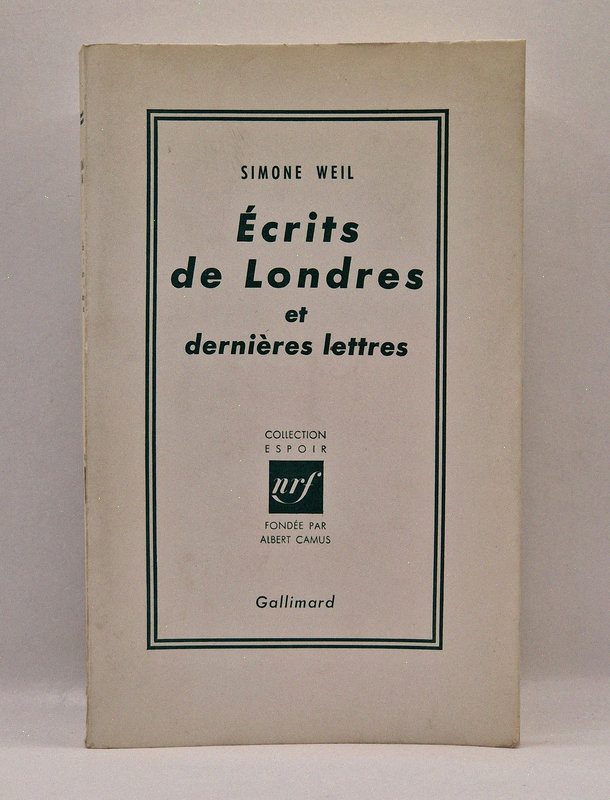 SIMONE WEIL
Écrits
de Londres
et
dernières lettres
COLLECTION
ESPOIR
nrf
FONDÉE PAR
ALBERT CAMUS
Gallimard